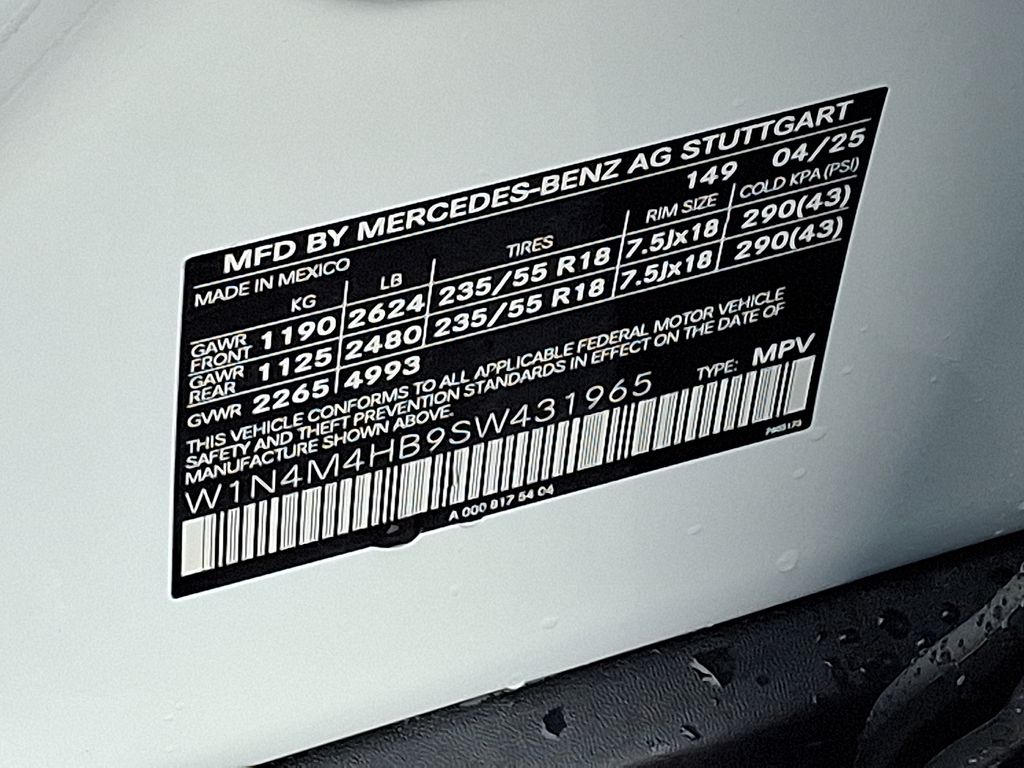 MFD BY MERCEDES-BENZ AG STUTTGART
MADE IN MEXICO 149 04/25
KG LB TIRES RIM SIZE COLD KPA (PSI)
GAWR FRONT 1190 2624 235/55 R18 7.5Jx18 290(43)
GAWR REAR 1125 2480 235/55 R18 7.5Jx18 290(43)
GVWR 2265 4993
THIS VEHICLE CONFORMS TO ALL APPLICABLE FEDERAL MOTOR VEHICLE
SAFETY AND THEFT PREVENTION STANDARDS IN EFFECT ON THE DATE OF
MANUFACTURE SHOWN ABOVE.
TYPE: MPV
W1N4M4HB9SW431965
A 000 817 54 04